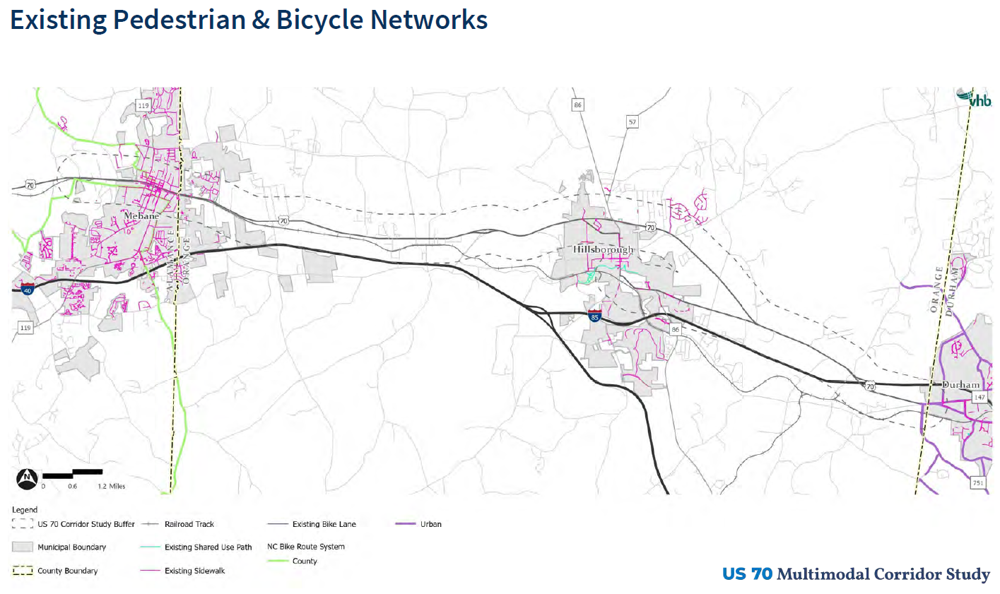 Existing Pedestrian & Bicycle Networks
vhb
119
86
57
70
70
70
Mebane
ALAMANCE
ORANGE
Hillsborough
40
119
85
86
ORANGE
DURHAM
70
Durham
147
751
N
0 0.6 1.2 Miles
Legend
US 70 Corridor Study Buffer
Railroad Track
Existing Bike Lane
Urban
Municipal Boundary
Existing Shared Use Path
NC Bike Route System
County Boundary
Existing Sidewalk
County
US 70 Multimodal Corridor Study